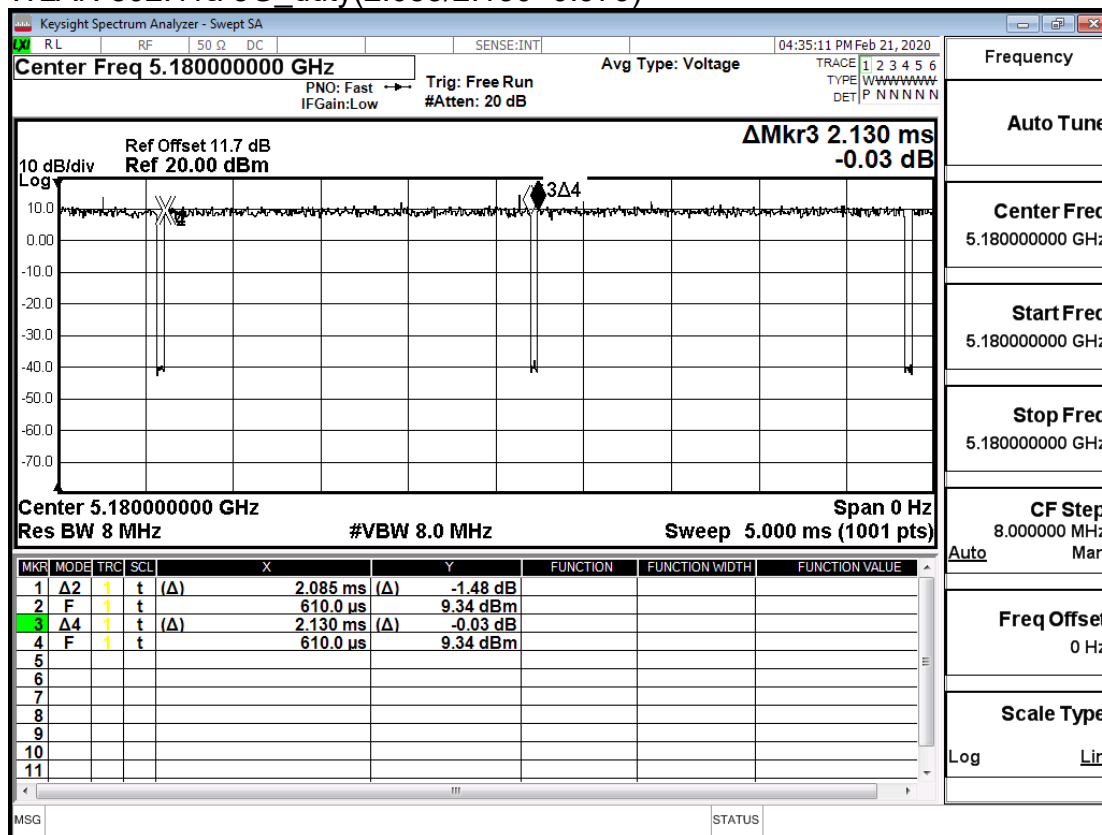 Keysight Spectrum Analyzer - Swept SA
LXI RL RF 50 Ω DC SENSE:INT 04:35:11 PM Feb 21, 2020
Center Freq 5.180000000 GHz
PNO: Fast
IFGain:Low
Trig: Free Run
#Atten: 20 dB
Avg Type: Voltage
TRACE 1 2 3 4 5 6
TYPE WWWWWWW
DET P N N N N N
ΔMkr3 2.130 ms
-0.03 dB
Ref Offset 11.7 dB
10 dB/div Ref 20.00 dBm
Log
3Δ4
10.0
0.00
-10.0
-20.0
-30.0
-40.0
-50.0
-60.0
-70.0
Center 5.180000000 GHz Span 0 Hz
Res BW 8 MHz #VBW 8.0 MHz Sweep 5.000 ms (1001 pts)
MKR MODE TRC SCL X Y FUNCTION FUNCTION WIDTH FUNCTION VALUE
1 Δ2 1 t (Δ) 2.085 ms (Δ) -1.48 dB
2 F 1 t 610.0 µs 9.34 dBm
3 Δ4 1 t (Δ) 2.130 ms (Δ) -0.03 dB
4 F 1 t 610.0 µs 9.34 dBm
5
6
7
8
9
10
11
MSG STATUS
Frequency
Auto Tune
Center Freq
5.180000000 GHz
Start Freq
5.180000000 GHz
Stop Freq
5.180000000 GHz
CF Step
8.000000 MHz
Auto Man
Freq Offset
0 Hz
Scale Type
Log Lin